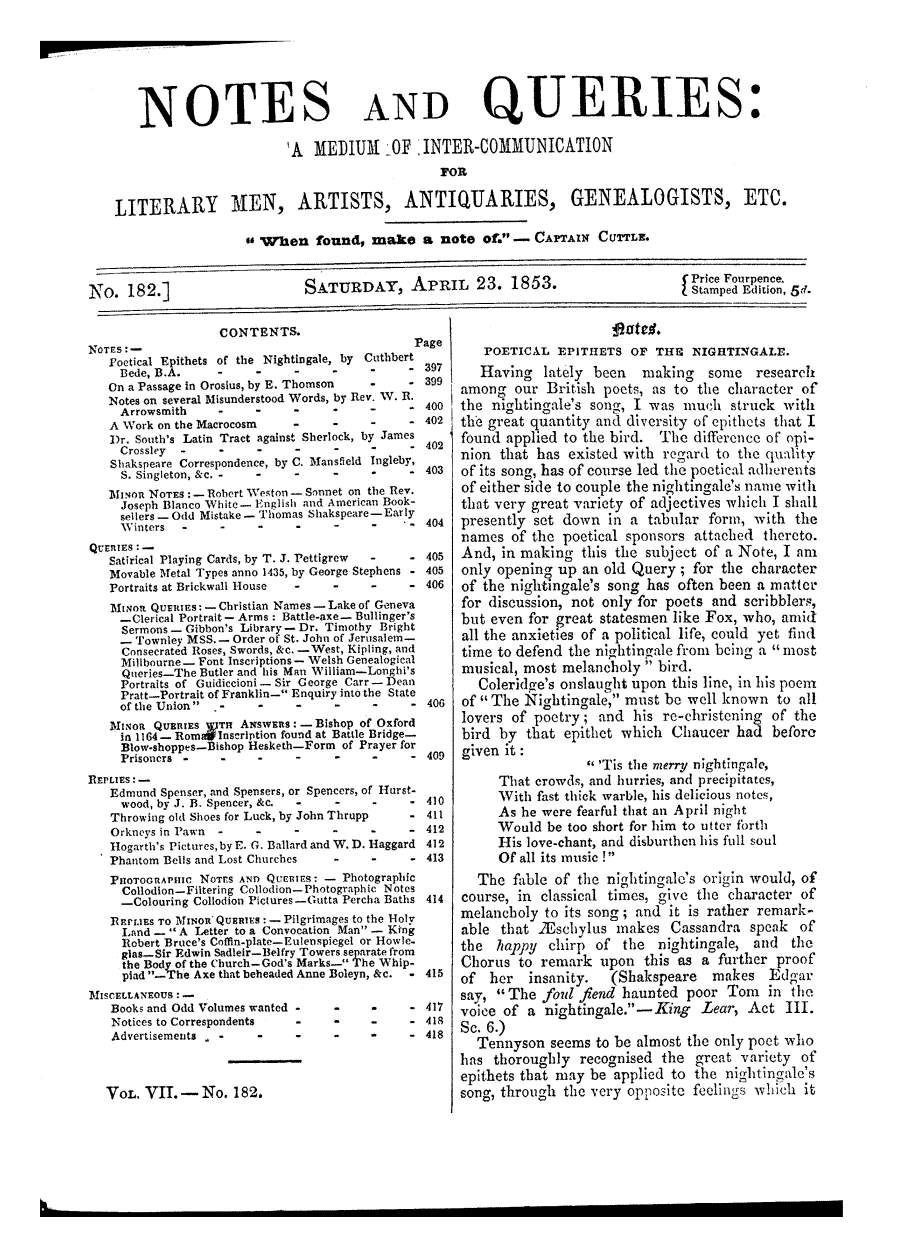 NOTES AND QUERIES:
A MEDIUM OF INTER-COMMUNICATION
FOR
LITERARY MEN, ARTISTS, ANTIQUARIES, GENEALOGISTS, ETC.
"When found, make a note of." — CAPTAIN CUTTLE.
No. 182.]
SATURDAY, APRIL 23. 1853.
{ Price Fourpence.
{ Stamped Edition, 5d.
CONTENTS.
NOTES:— Page
Poetical Epithets of the Nightingale, by Cuthbert
Bede, B.A. - - - - - - 397
On a Passage in Orosius, by E. Thomson - - 399
Notes on several Misunderstood Words, by Rev. W. R.
Arrowsmith - - - - - - 400
A Work on the Macrocosm - - - - 402
Dr. South's Latin Tract against Sherlock, by James
Crossley - - - - - - - 402
Shakspeare Correspondence, by C. Mansfield Ingleby,
S. Singleton, &c. - - - - - - 403
MINOR NOTES:—Robert Weston—Sonnet on the Rev.
Joseph Blanco White—English and American Book-
sellers—Odd Mistake—Thomas Shakspeare—Early
Winters - - - - - - - 404
QUERIES:—
Satirical Playing Cards, by T. J. Pettigrew - - 405
Movable Metal Types anno 1435, by George Stephens - 405
Portraits at Brickwall House - - - - 406
MINOR QUERIES:—Christian Names—Lake of Geneva
—Clerical Portrait—Arms: Battle-axe—Bullinger's
Sermons—Gibbon's Library—Dr. Timothy Bright
—Townley MSS.—Order of St. John of Jerusalem—
Consecrated Roses, Swords, &c.—West, Kipling, and
Millbourne—Font Inscriptions—Welsh Genealogical
Queries—The Butler and his Man William—Longhi's
Portraits of Guidiccioni—Sir George Carr—Dean
Pratt—Portrait of Franklin—"Enquiry into the State
of the Union" - - - - - - 406
MINOR QUERIES WITH ANSWERS:—Bishop of Oxford
in 1164—Roman Inscription found at Battle Bridge—
Blow-shoppes—Bishop Hesketh—Form of Prayer for
Prisoners - - - - - - - 409
REPLIES:—
Edmund Spenser, and Spensers, or Spencers, of Hurst-
wood, by J. B. Spencer, &c. - - - - 410
Throwing old Shoes for Luck, by John Thrupp - 411
Orkneys in Pawn - - - - - - 412
Hogarth's Pictures, by E. G. Ballard and W. D. Haggard 412
Phantom Bells and Lost Churches - - - 413
PHOTOGRAPHIC NOTES AND QUERIES:—Photographic
Collodion—Filtering Collodion—Photographic Notes
—Colouring Collodion Pictures—Gutta Percha Baths 414
REPLIES TO MINOR QUERIES:—Pilgrimages to the Holy
Land—"A Letter to a Convocation Man"—King
Robert Bruce's Coffin-plate—Eulenspiegel or Howle-
glas—Sir Edwin Sadleir—Belfry Towers separate from
the Body of the Church—God's Marks—"The Whip-
piad"—The Axe that beheaded Anne Boleyn, &c. - 415
MISCELLANEOUS:—
Books and Odd Volumes wanted - - - - 417
Notices to Correspondents - - - - 418
Advertisements - - - - - - 418
VOL. VII.—No. 182.
Notes.
POETICAL EPITHETS OF THE NIGHTINGALE.
Having lately been making some research
among our British poets, as to the character of
the nightingale's song, I was much struck with
the great quantity and diversity of epithets that I
found applied to the bird. The difference of opi-
nion that has existed with regard to the quality
of its song, has of course led the poetical adherents
of either side to couple the nightingale's name with
that very great variety of adjectives which I shall
presently set down in a tabular form, with the
names of the poetical sponsors attached thereto.
And, in making this the subject of a Note, I am
only opening up an old Query; for the character
of the nightingale's song has often been a matter
for discussion, not only for poets and scribblers,
but even for great statesmen like Fox, who, amid
all the anxieties of a political life, could yet find
time to defend the nightingale from being a "most
musical, most melancholy" bird.
Coleridge's onslaught upon this line, in his poem
of "The Nightingale," must be well known to all
lovers of poetry; and his re-christening of the
bird by that epithet which Chaucer had before
given it:
"'Tis the merry nightingale,
That crowds, and hurries, and precipitates,
With fast thick warble, his delicious notes,
As he were fearful that an April night
Would be too short for him to utter forth
His love-chant, and disburthen his full soul
Of all its music!"
The fable of the nightingale's origin would, of
course, in classical times, give the character of
melancholy to its song; and it is rather remark-
able that Æschylus makes Cassandra speak of
the happy chirp of the nightingale, and the
Chorus to remark upon this as a further proof
of her insanity. (Shakspeare makes Edgar
say, "The foul fiend haunted poor Tom in the
voice of a nightingale."—King Lear, Act III.
Sc. 6.)
Tennyson seems to be almost the only poet who
has thoroughly recognised the great variety of
epithets that may be applied to the nightingale's
song, through the very opposite feelings which it